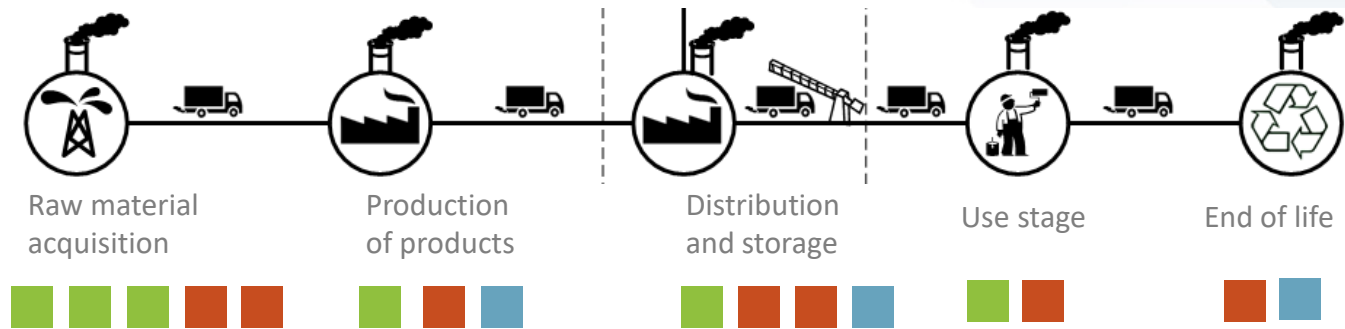 Raw material
acquisition
Production
of products
Distribution
and storage
Use stage
End of life